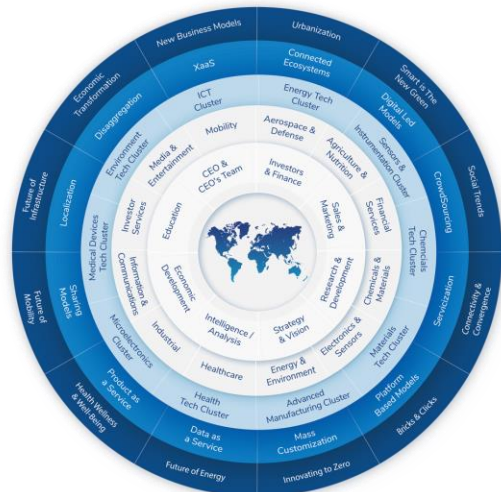 New Business Models
Urbanization
Smart is The
New Green
Social Trends
Connectivity &
Convergence
Bricks & Clicks
Innovating to Zero
Future of Energy
Health Wellness
& Well-Being
Future of
Mobility
Future of
Infrastructure
Economic
Transformation
XaaS
Connected
Ecosystems
Digital Led
Models
CrowdSourcing
Servicization
Platform
Based Models
Mass
Customization
Data as
a Service
Product as
a Service
Sharing
Models
Localization
Disaggregation
ICT
Cluster
Energy Tech
Cluster
Sensors &
Instrumentation Cluster
Chemcials
Tech Cluster
Materials
Tech Cluster
Advanced
Manufacturing Cluster
Health
Tech Cluster
Microelectronics
Cluster
Medical Devices
Tech Cluster
Environment
Tech Cluster
Mobility
Aerospace &
Defense
Agriculture &
Nutrition
Financial
Services
Chemicals &
Materials
Electronics &
Sensors
Energy &
Environment
Healthcare
Industrial
Information &
Communications
Investor
Services
Media &
Entertainment
CEO &
CEO's Team
Investors
& Finance
Sales &
Marketing
Research &
Development
Strategy
& Vision
Intelligence /
Analysis
Economic
Development
Education